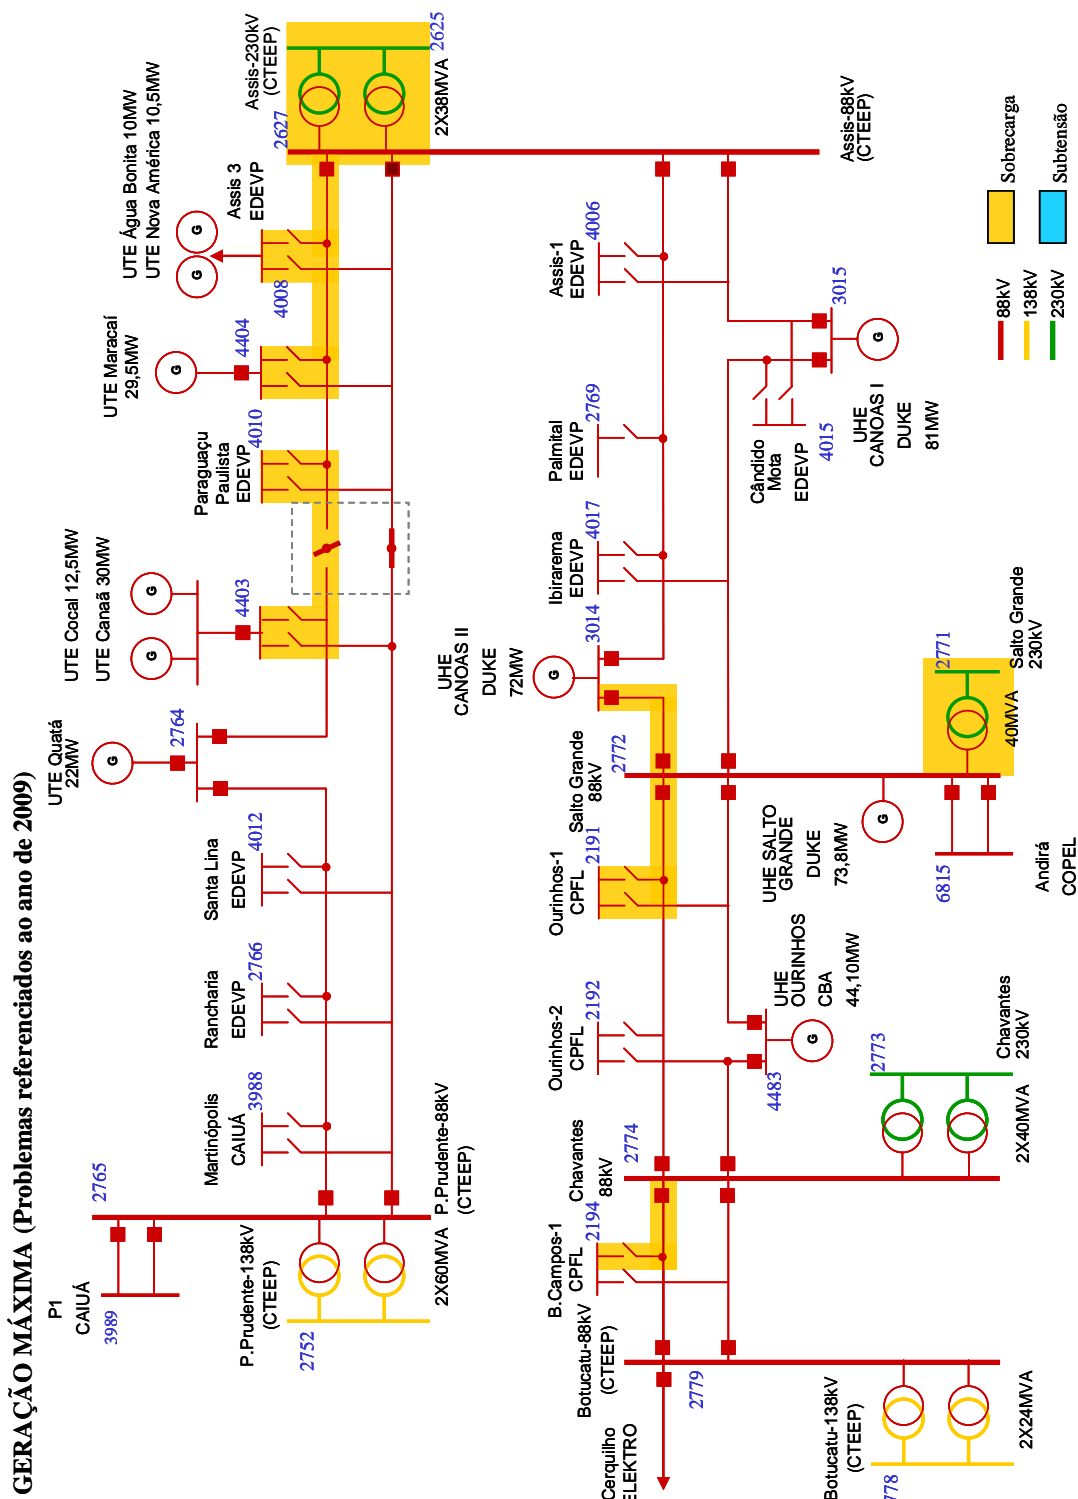 GERAÇÃO MÁXIMA (Problemas referenciados ao ano de 2009)
P1
CAIUÁ
3989
2765
P.Prudente-138kV
(CTEEP)
2752
2X60MVA
P.Prudente-88kV
(CTEEP)
Martinópolis
CAIUÁ
3988
Rancharia
EDEVP
2766
Santa Lina
EDEVP
4012
UTE Quatá
22MW
G
2764
UTE Cocal 12,5MW
UTE Canaã 30MW
G
G
4403
Paraguaçu
Paulista
EDEVP
4010
UTE Maracaí
29,5MW
G
4404
UTE Água Bonita 10MW
UTE Nova América 10,5MW
G
G
Assis 3
EDEVP
4008
Assis-230kV
(CTEEP)
2627
2625
2X38MVA
Assis-88kV
(CTEEP)
Cerquilho
ELEKTRO
Botucatu-88kV
(CTEEP)
2779
Botucatu-138kV
(CTEEP)
2X24MVA
B.Campos-1
CPFL
2194
Chavantes
88kV
2774
Chavantes
230kV
2773
2X40MVA
Ourinhos-2
CPFL
2192
UHE
OURINHOS
CBA
44,10MW
G
4483
Ourinhos-1
CPFL
2191
Salto Grande
88kV
2772
UHE SALTO
GRANDE
DUKE
73,8MW
G
6815
Andirá
COPEL
Salto Grande
230kV
2771
40MVA
UHE
CANOAS II
DUKE
72MW
G
3014
Ibirarema
EDEVP
4017
Palmital
EDEVP
2769
Assis-1
EDEVP
4006
Cândido
Mota
EDEVP
4015
UHE
CANOAS I
DUKE
81MW
G
3015
88kV
138kV
230kV
Sobrecarga
Subtensão